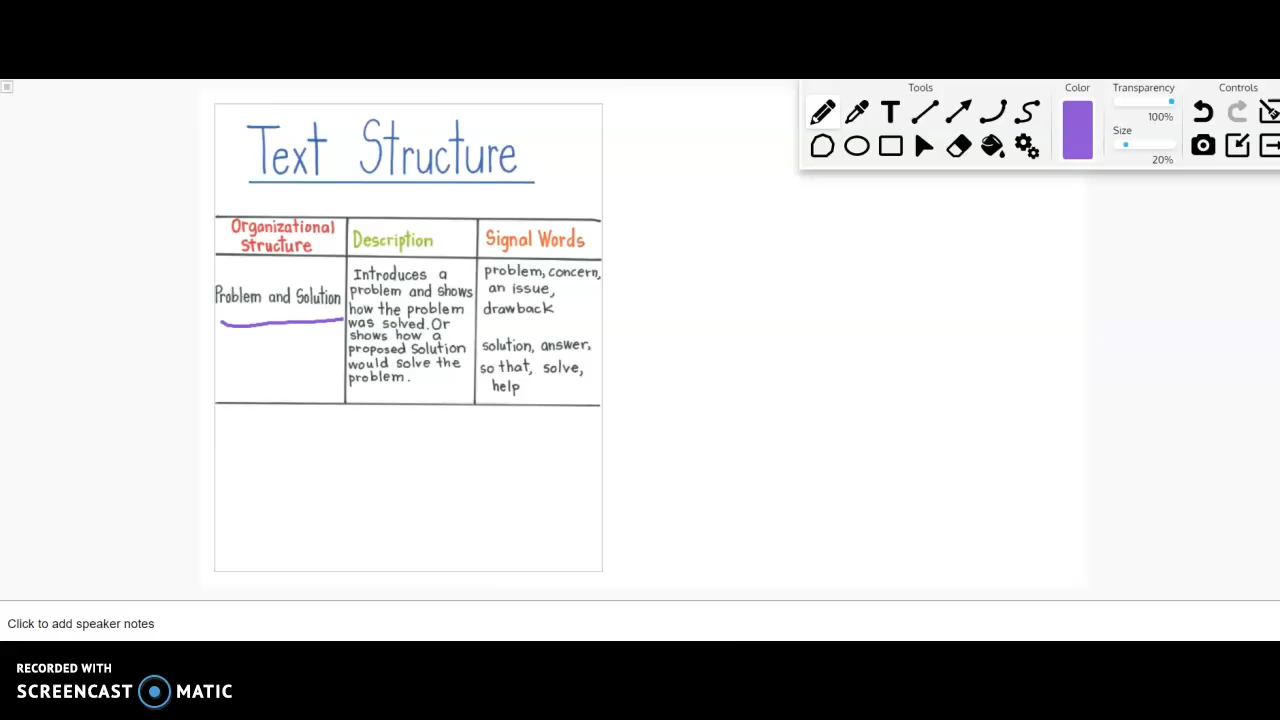 Tools
Color
Transparency
Controls
100%
Size
20%
T
Text Structure
Organizational
Structure
Description
Signal Words
Problem and Solution
Introduces a
problem and shows
how the problem
was solved. Or
shows how a
proposed Solution
would solve the
problem.
problem, concern,
an issue,
drawback
solution, answer,
so that, solve,
help
Click to add speaker notes
RECORDED WITH
SCREENCAST MATIC